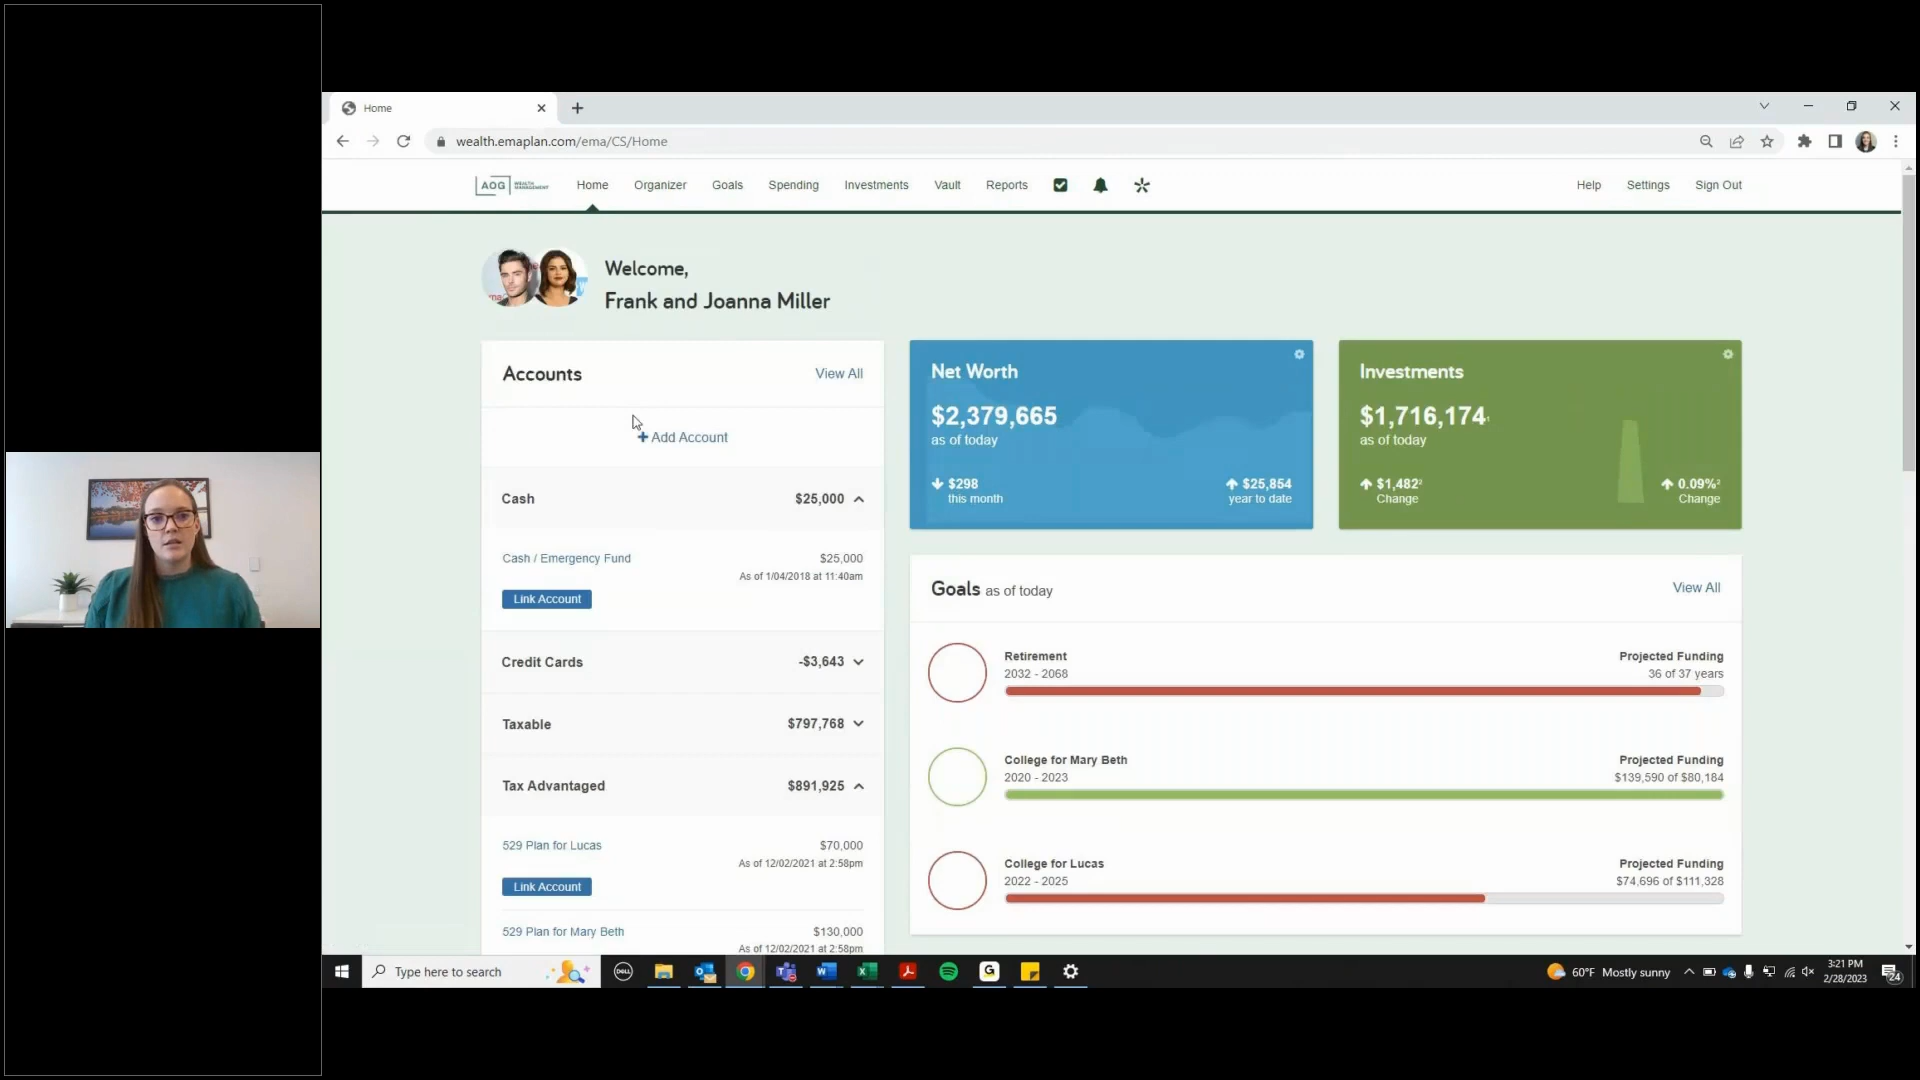 Home
wealth.emaplan.com/ema/CS/Home
AOG WEALTH MANAGEMENT
Home Organizer Goals Spending Investments Vault Reports Help Settings Sign Out
Welcome,
Frank and Joanna Miller
Accounts View All
+ Add Account
Cash $25,000
Cash / Emergency Fund $25,000
As of 1/04/2018 at 11:40am
Link Account
Credit Cards -$3,643
Taxable $797,768
Tax Advantaged $891,925
529 Plan for Lucas $70,000
As of 12/02/2021 at 2:58pm
Link Account
529 Plan for Mary Beth $130,000
As of 12/02/2021 at 2:58pm
Net Worth
$2,379,665
as of today
$298 $25,854
this month year to date
Investments
$1,716,174¹
as of today
$1,482² 0.09%²
Change Change
Goals as of today View All
Retirement Projected Funding
2032 - 2068 36 of 37 years
College for Mary Beth Projected Funding
2020 - 2023 $139,590 of $80,184
College for Lucas Projected Funding
2022 - 2025 $74,696 of $111,328
Type here to search
DELL
G
60°F Mostly sunny
3:21 PM
2/28/2023
24